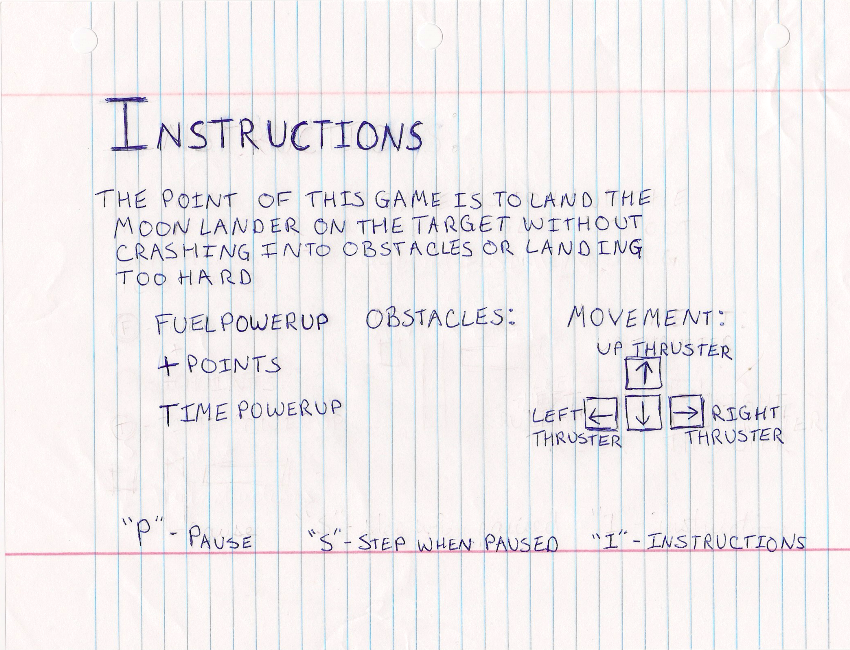 INSTRUCTIONS
THE POINT OF THIS GAME IS TO LAND THE
MOON LANDER ON THE TARGET WITHOUT
CRASHING INTO OBSTACLES OR LANDING
TOO HARD
FUEL POWERUP OBSTACLES: MOVEMENT:
UP THRUSTER
+ POINTS
↑
TIME POWERUP
LEFT ← ↓ → RIGHT
THRUSTER THRUSTER
"P" - PAUSE "S" - STEP WHEN PAUSED "I" - INSTRUCTIONS